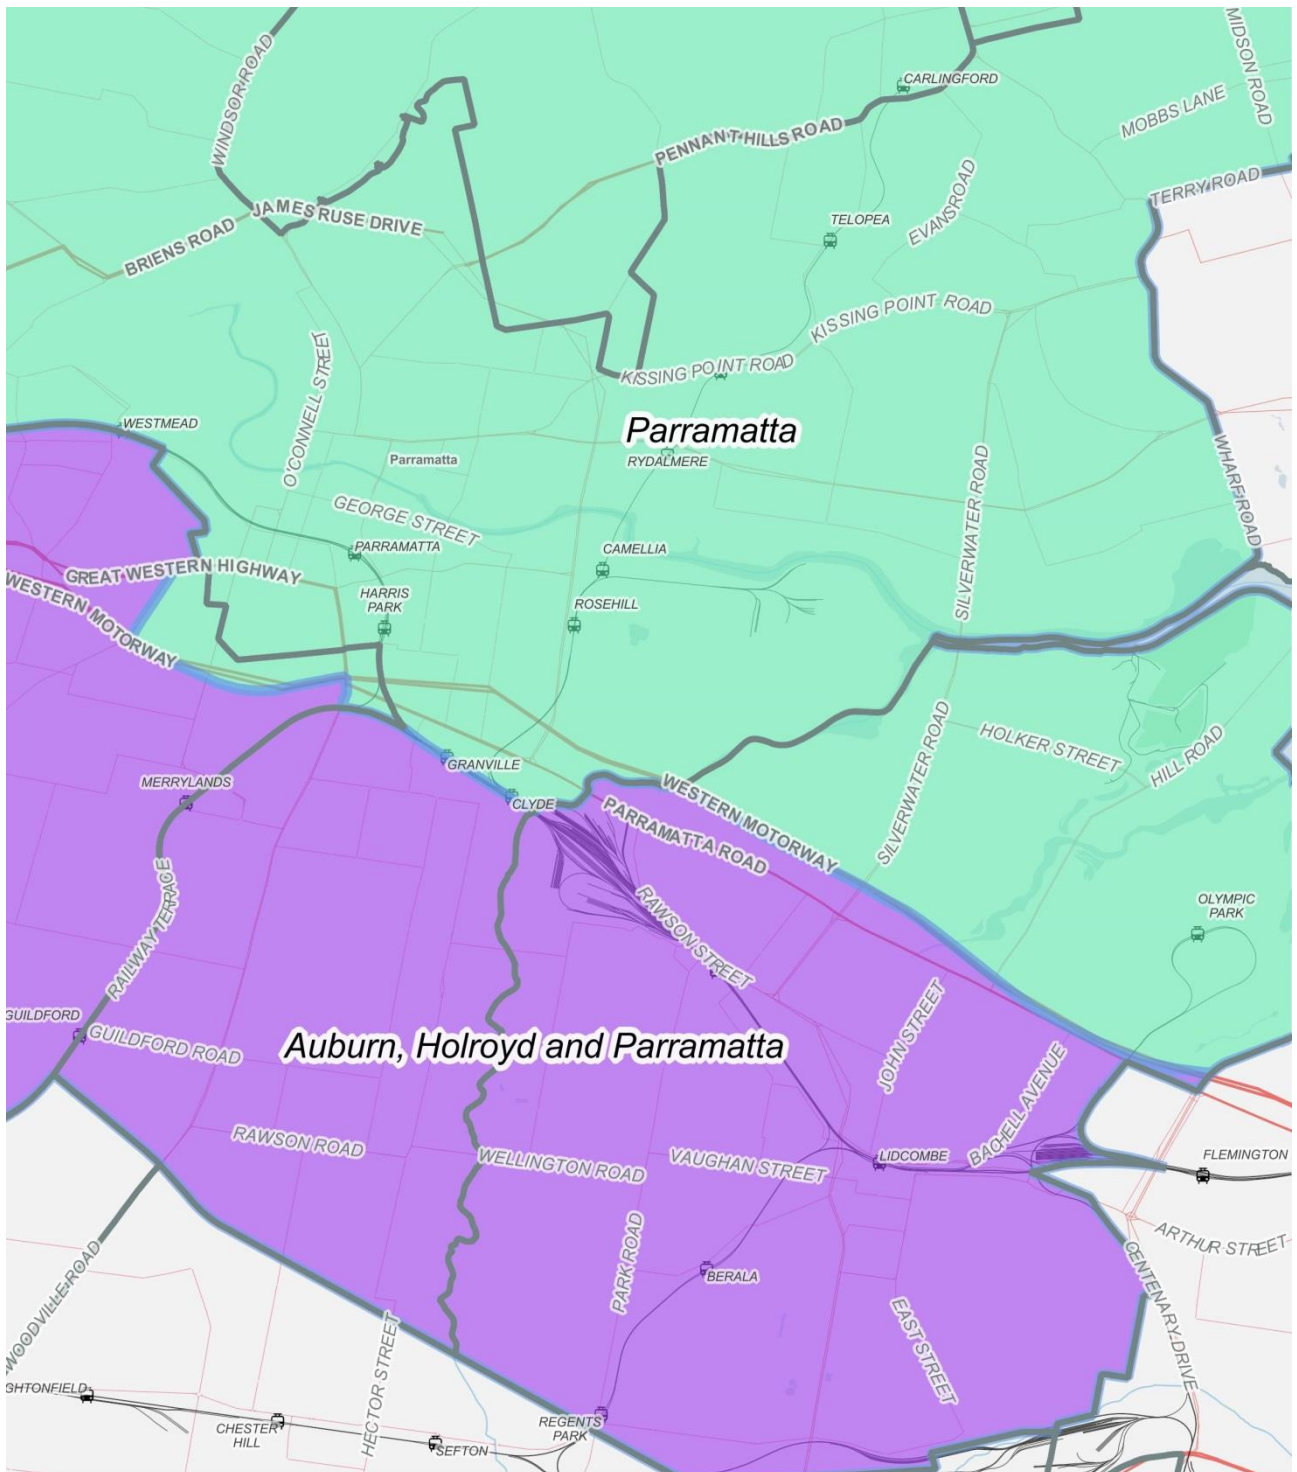 WINDSOR ROAD
MIDSON ROAD
CARLINGFORD
MOBBS LANE
PENNANT HILLS ROAD
TERRY ROAD
JAMES RUSE DRIVE
EVANS ROAD
TELOPEA
BRIENS ROAD
KISSING POINT ROAD
KISSING POINT ROAD
O'CONNELL STREET
WESTMEAD
Parramatta
Parramatta
RYDALMERE
WHARF ROAD
GEORGE STREET
SILVERWATER ROAD
PARRAMATTA
CAMELLIA
GREAT WESTERN HIGHWAY
WESTERN MOTORWAY
HARRIS
PARK
ROSEHILL
HOLKER STREET
HILL ROAD
GRANVILLE
MERRYLANDS
CLYDE
WESTERN MOTORWAY
PARRAMATTA ROAD
SILVERWATER ROAD
RAILWAY TERRACE
RAWSON STREET
OLYMPIC
PARK
GUILDFORD
GUILDFORD ROAD
Auburn, Holroyd and Parramatta
JOHN STREET
BACHELL AVENUE
RAWSON ROAD
WELLINGTON ROAD
VAUGHAN STREET
LIDCOMBE
FLEMINGTON
ARTHUR STREET
PARK ROAD
BERALA
CENTENARY DRIVE
WOODVILLE ROAD
HECTOR STREET
EAST STREET
GHTONFIELD
CHESTER
HILL
SEFTON
REGENTS
PARK